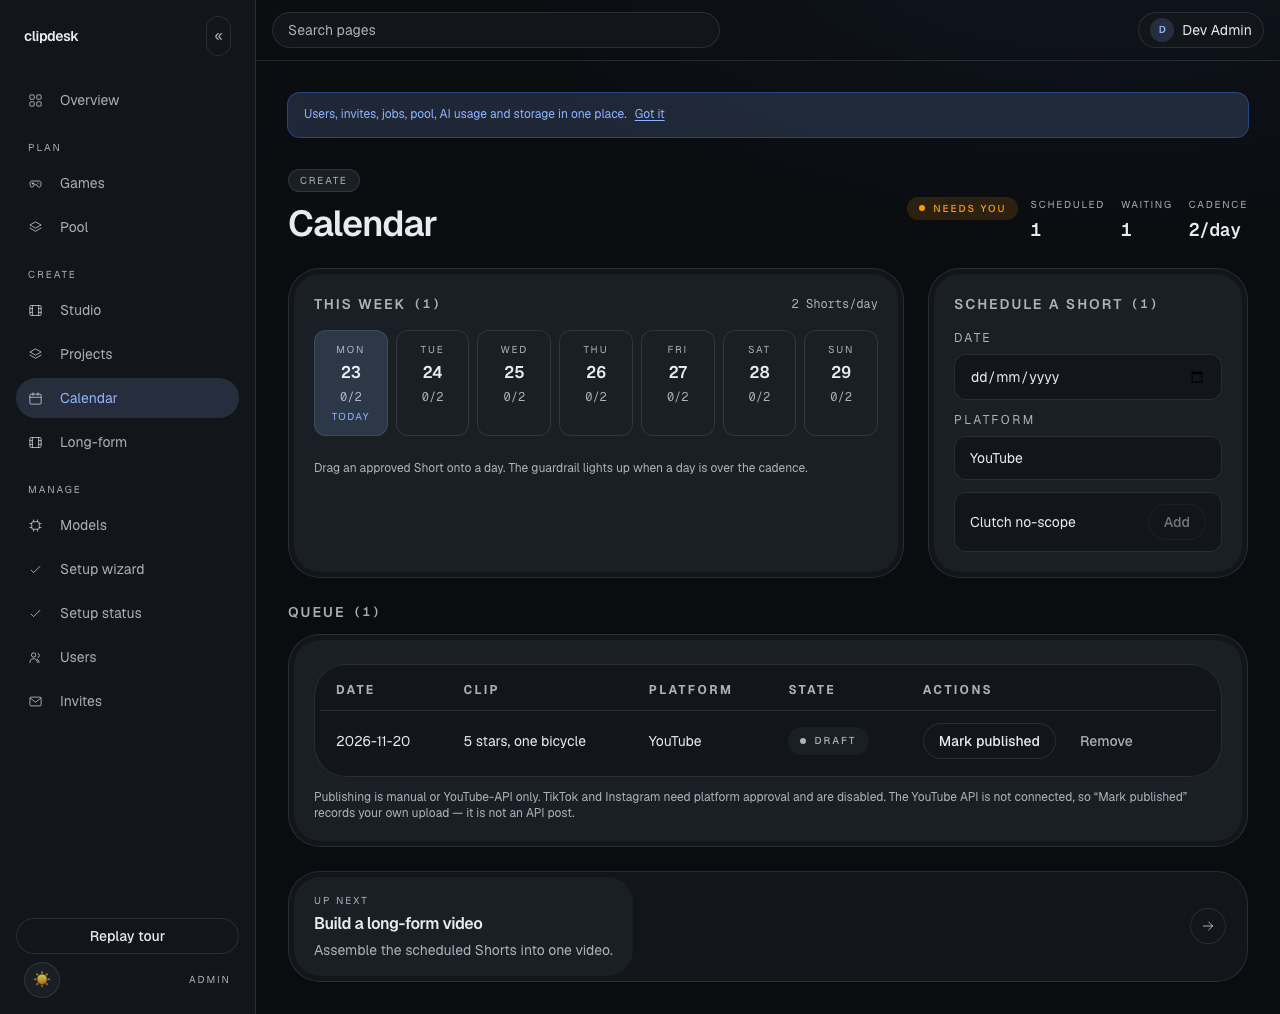 clipdesk
«
Search pages
D
Dev Admin
Overview
PLAN
Games
Pool
CREATE
Studio
Projects
Calendar
Long-form
MANAGE
Models
Setup wizard
Setup status
Users
Invites
Replay tour
ADMIN
Users, invites, jobs, pool, AI usage and storage in one place. Got it
CREATE
Calendar
NEEDS YOU
SCHEDULED
1
WAITING
1
CADENCE
2/day
THIS WEEK (1)
2 Shorts/day
MON
23
0/2
TODAY
TUE
24
0/2
WED
25
0/2
THU
26
0/2
FRI
27
0/2
SAT
28
0/2
SUN
29
0/2
Drag an approved Short onto a day. The guardrail lights up when a day is over the cadence.
SCHEDULE A SHORT (1)
DATE
dd/mm/yyyy
PLATFORM
YouTube
Clutch no-scope
Add
QUEUE (1)
DATE CLIP PLATFORM STATE ACTIONS
2026-11-20 5 stars, one bicycle YouTube DRAFT Mark published Remove
Publishing is manual or YouTube-API only. TikTok and Instagram need platform approval and are disabled. The YouTube API is not connected, so “Mark published”
records your own upload — it is not an API post.
UP NEXT
Build a long-form video
Assemble the scheduled Shorts into one video.